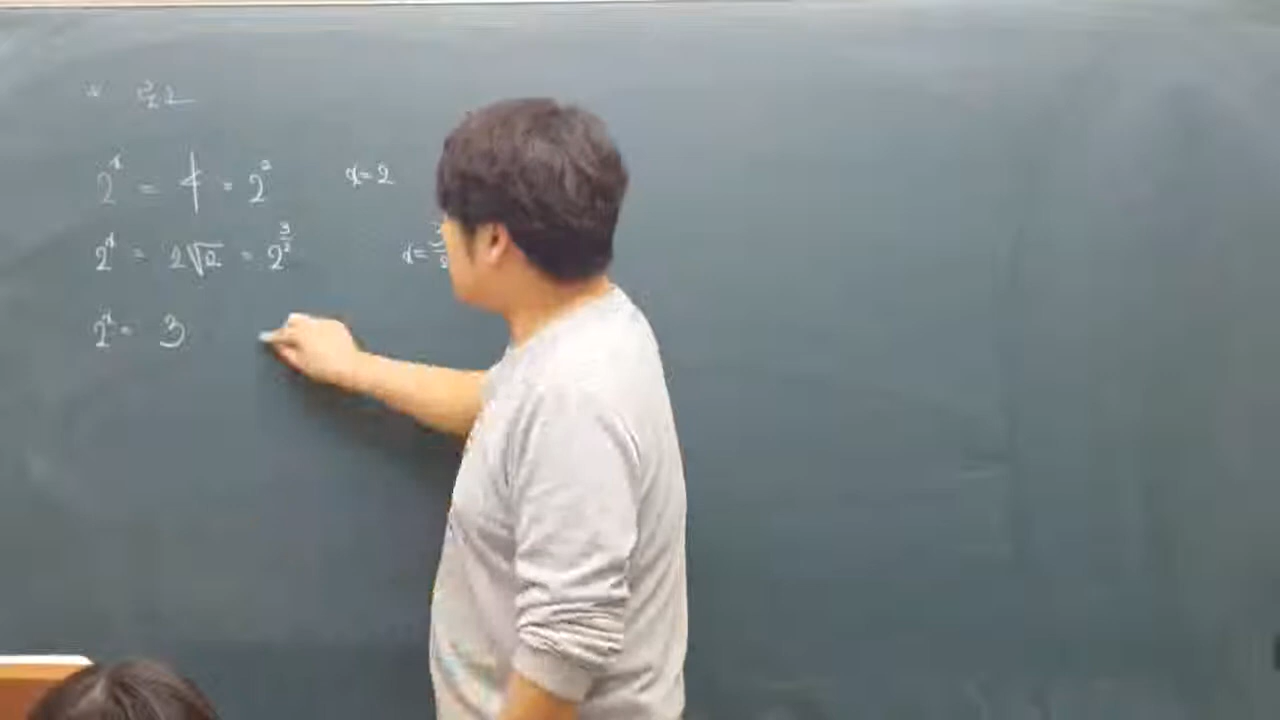 2^x = 4 = 2^2 x=2
2^x = 2√2 = 2^{3/2} x=3/2
2^x = 3